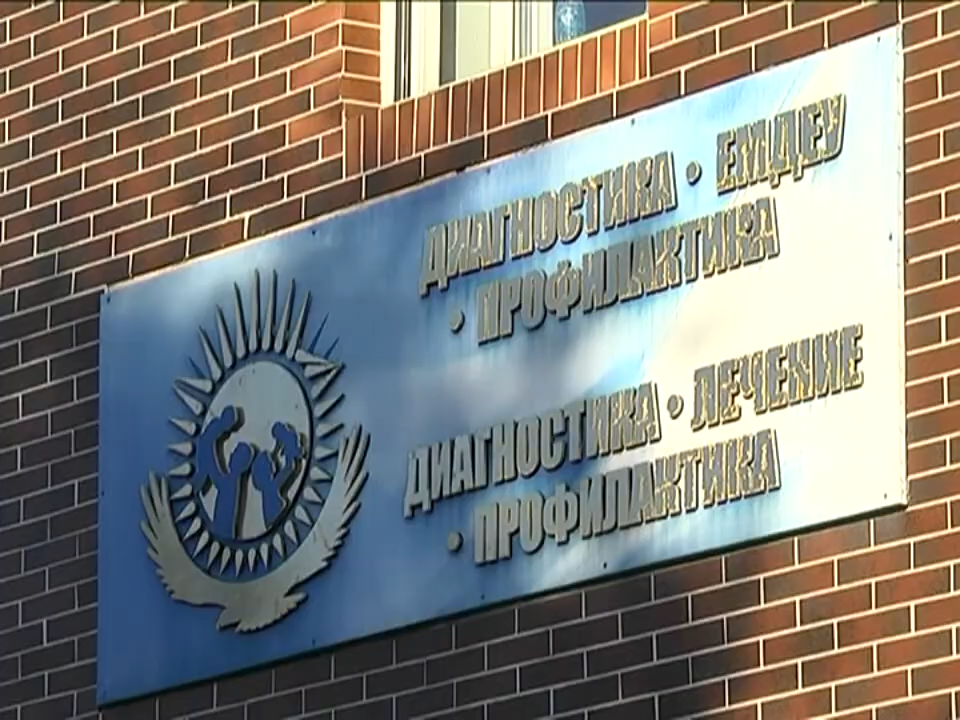 ДИАГНОСТИКА • ЕМДЕУ
• ПРОФИЛАКТИКА
ДИАГНОСТИКА • ЛЕЧЕНИЕ
• ПРОФИЛАКТИКА